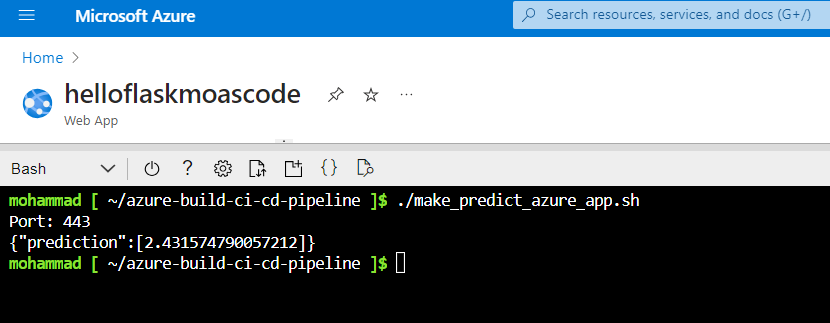 Microsoft Azure
Search resources, services, and docs (G+/)
Home >
helloflaskmoascode
Web App
Bash
mohammad [ ~/azure-build-ci-cd-pipeline ]$ ./make_predict_azure_app.sh
Port: 443
{"prediction":[2.431574790057212]}
mohammad [ ~/azure-build-ci-cd-pipeline ]$